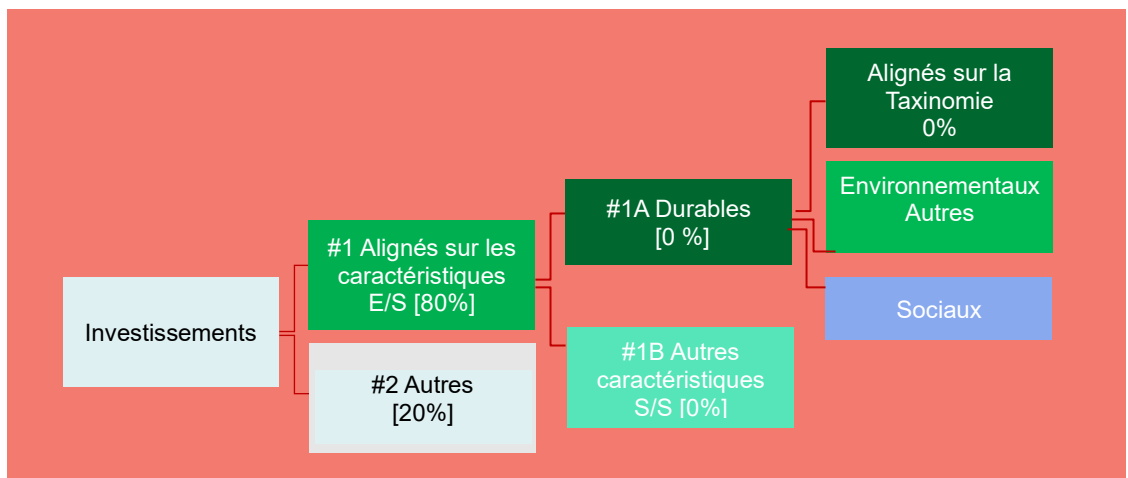 Investissements
#1 Alignés sur les
caractéristiques
E/S [80%]
#2 Autres
[20%]
#1A Durables
[0 %]
#1B Autres
caractéristiques
S/S [0%]
Alignés sur la
Taxinomie
0%
Environnementaux
Autres
Sociaux